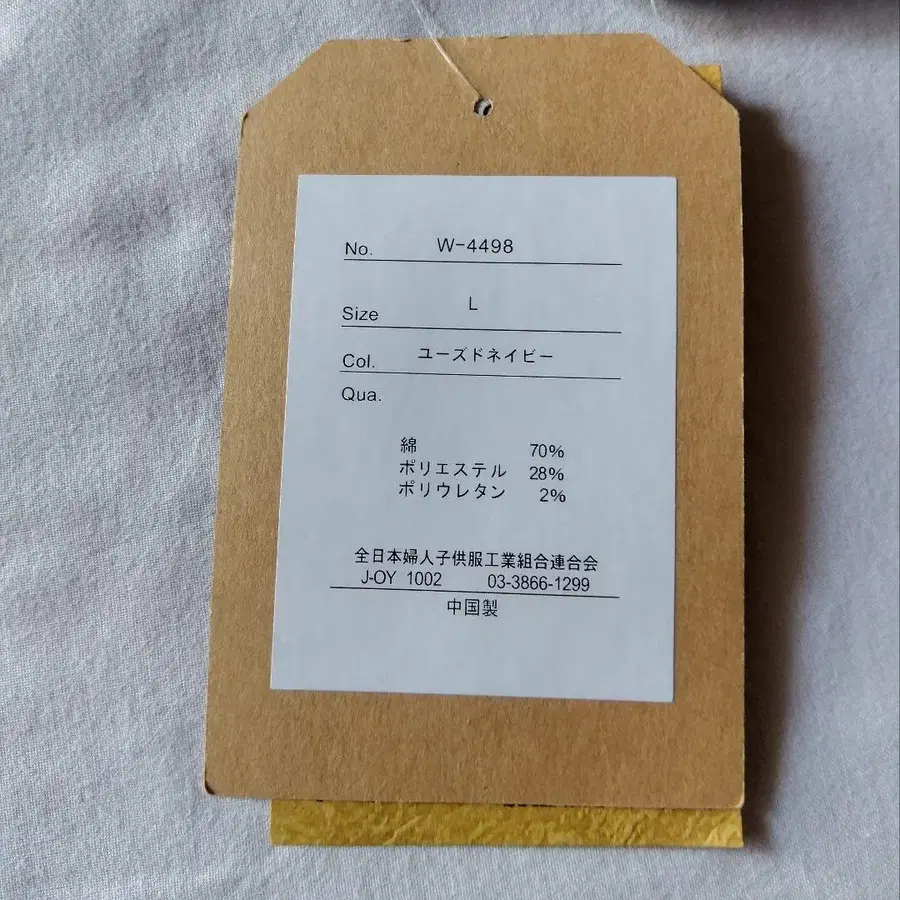 No. W-4498
Size L
Col. ユーズドネイビー
Qua.
綿 70%
ポリエステル 28%
ポリウレタン 2%
全日本婦人子供服工業組合連合会
J-OY 1002 03-3866-1299
中国製